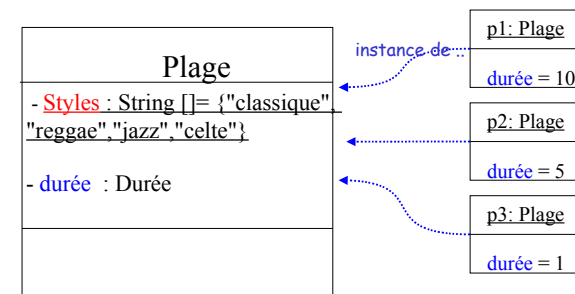 Plage
- Styles : String []= {"classique",
"reggae","jazz","celte"}
- durée : Durée
instance de ..
p1: Plage
durée = 10
p2: Plage
durée = 5
p3: Plage
durée = 1